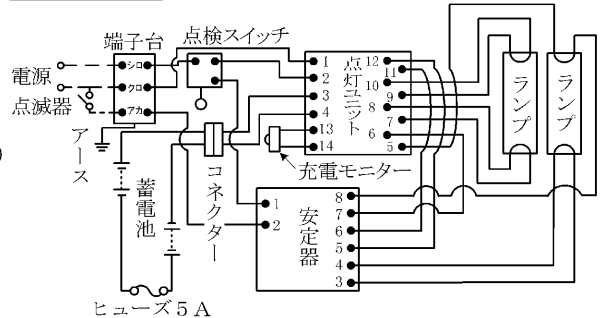 端子台
点検スイッチ
電源
点滅器
シロ
クロ
アカ
アース
蓄電池
コネクター
ヒューズ5A
点灯ユニット
1
2
3
4
13
14
12
11
10
9
8
7
6
5
充電モニター
安定器
1
2
8
7
6
5
4
3
ランプ
ランプ
)